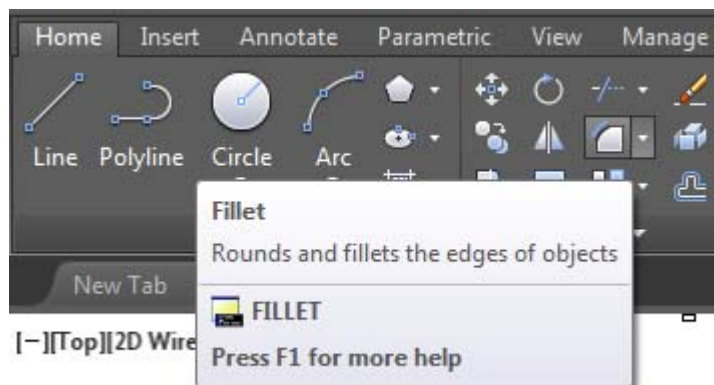 Home Insert Annotate Parametric View Manage
Line Polyline Circle Arc
Fillet
Rounds and fillets the edges of objects
New Tab
FILLET
[−][Top][2D Wire
Press F1 for more help